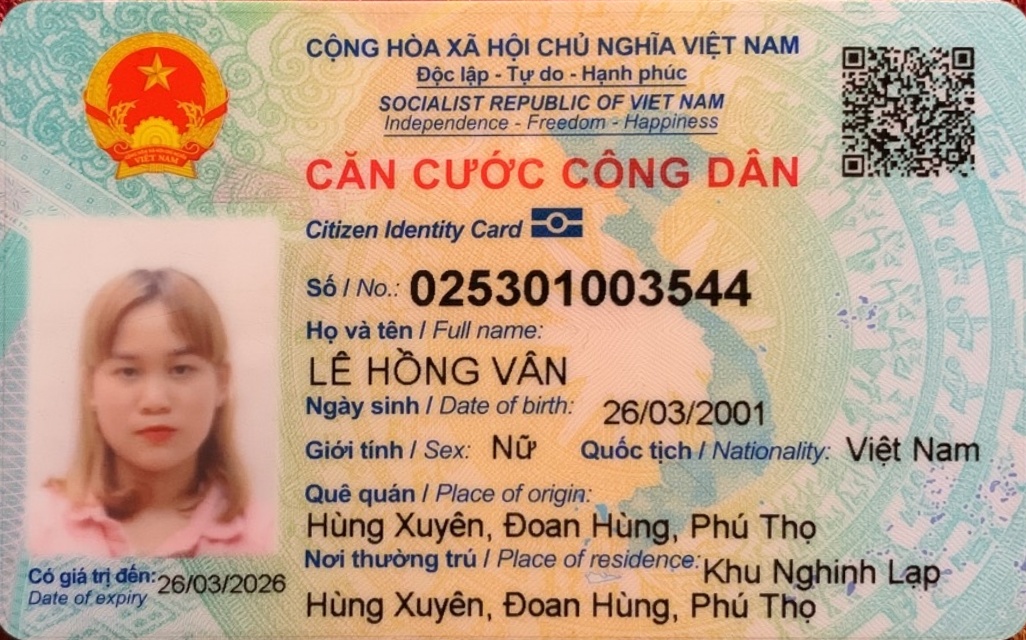 CỘNG HÒA XÃ HỘI CHỦ NGHĨA VIỆT NAM
Độc lập - Tự do - Hạnh phúc
SOCIALIST REPUBLIC OF VIET NAM
Independence - Freedom - Happiness
CĂN CƯỚC CÔNG DÂN
Citizen Identity Card
Số / No.: 025301003544
Họ và tên / Full name:
LÊ HỒNG VÂN
Ngày sinh / Date of birth: 26/03/2001
Giới tính / Sex: Nữ Quốc tịch / Nationality: Việt Nam
Quê quán / Place of origin:
Hùng Xuyên, Đoan Hùng, Phú Thọ
Nơi thường trú / Place of residence: Khu Nghinh Lạp
Hùng Xuyên, Đoan Hùng, Phú Thọ
Có giá trị đến: 26/03/2026
Date of expiry
VIỆT NAM